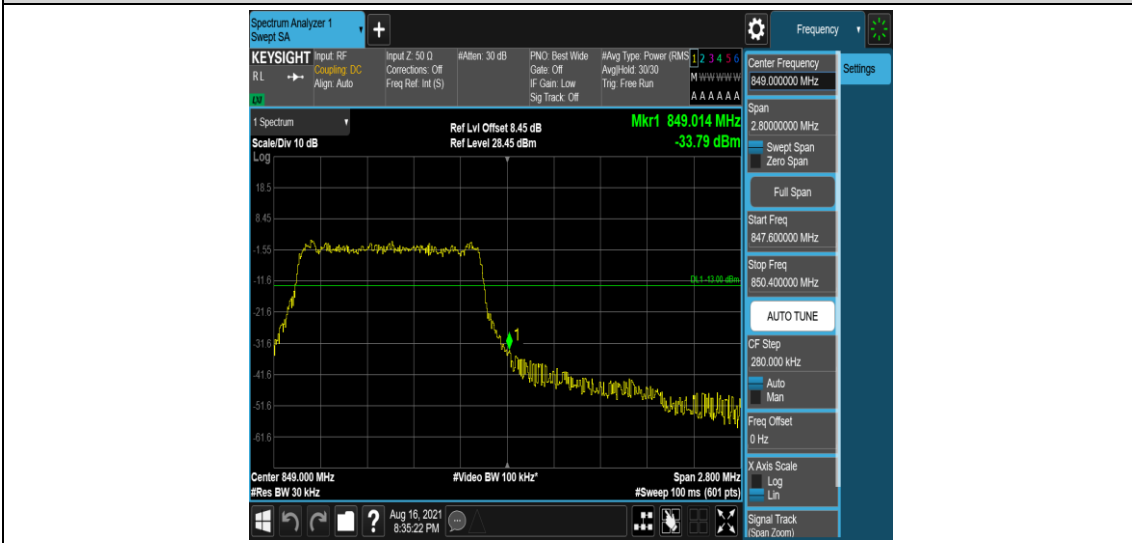 Spectrum Analyzer 1
Swept SA
+
Frequency
KEYSIGHT
R L
LXI
Input: RF
Coupling: DC
Align: Auto
Input Z: 50 Ω
Corrections: Off
Freq Ref: Int (S)
#Atten: 30 dB
PNO: Best Wide
Gate: Off
IF Gain: Low
Sig Track: Off
#Avg Type: Power (RMS
Avg|Hold: 30/30
Trig: Free Run
1 2 3 4 5 6
M W W W W W
A A A A A A
Center Frequency
849.000000 MHz
Settings
Span
2.80000000 MHz
Swept Span
Zero Span
Full Span
Start Freq
847.600000 MHz
Stop Freq
850.400000 MHz
AUTO TUNE
CF Step
280.000 kHz
Auto
Man
Freq Offset
0 Hz
X Axis Scale
Log
Lin
Signal Track
(Span Zoom)
1 Spectrum
Scale/Div 10 dB
Log
Ref Lvl Offset 8.45 dB
Ref Level 28.45 dBm
Mkr1 849.014 MHz
-33.79 dBm
18.5
8.45
-1.55
-11.6
DL1 -13.00 dBm
-21.6
-31.6
1
-41.6
-51.6
-61.6
Center 849.000 MHz
#Video BW 100 kHz*
Span 2.800 MHz
#Res BW 30 kHz
#Sweep 100 ms (601 pts)
?
Aug 16, 2021
8:35:22 PM